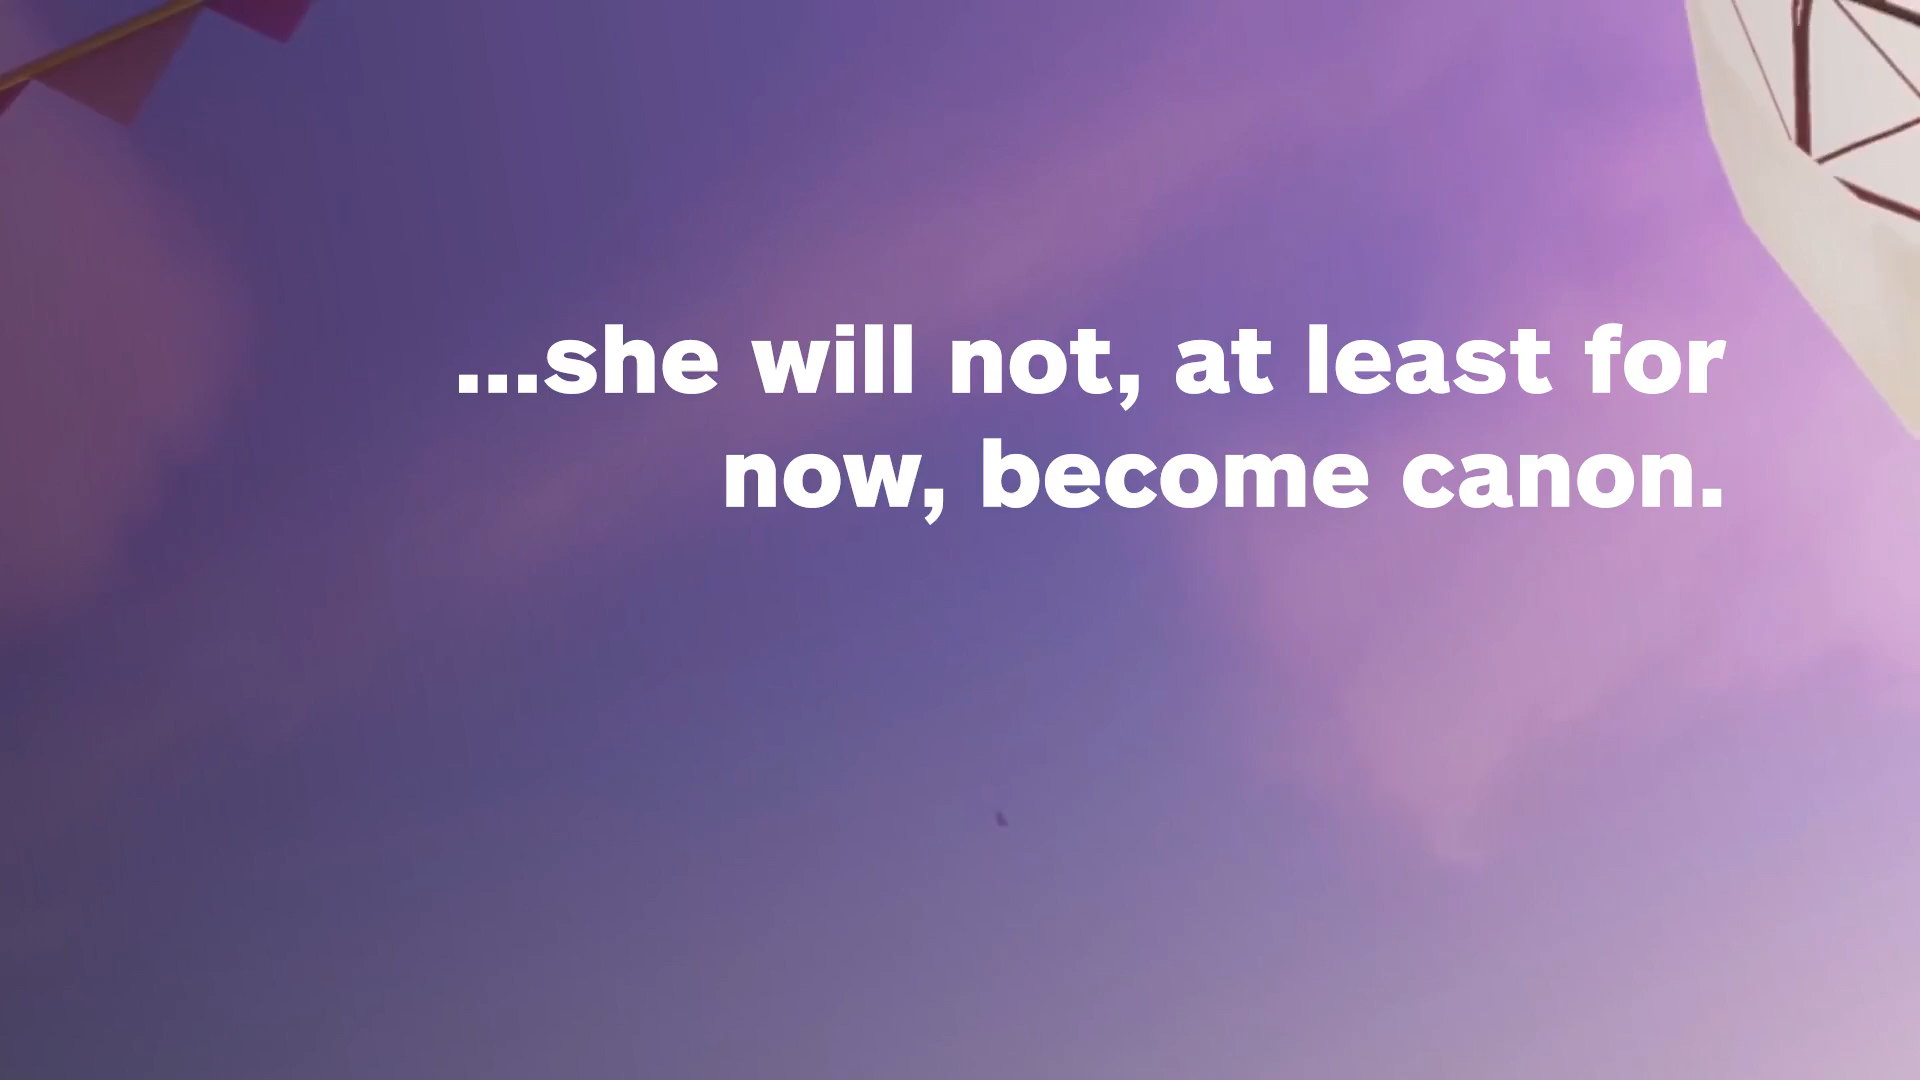 ...she will not, at least for
now, become canon.